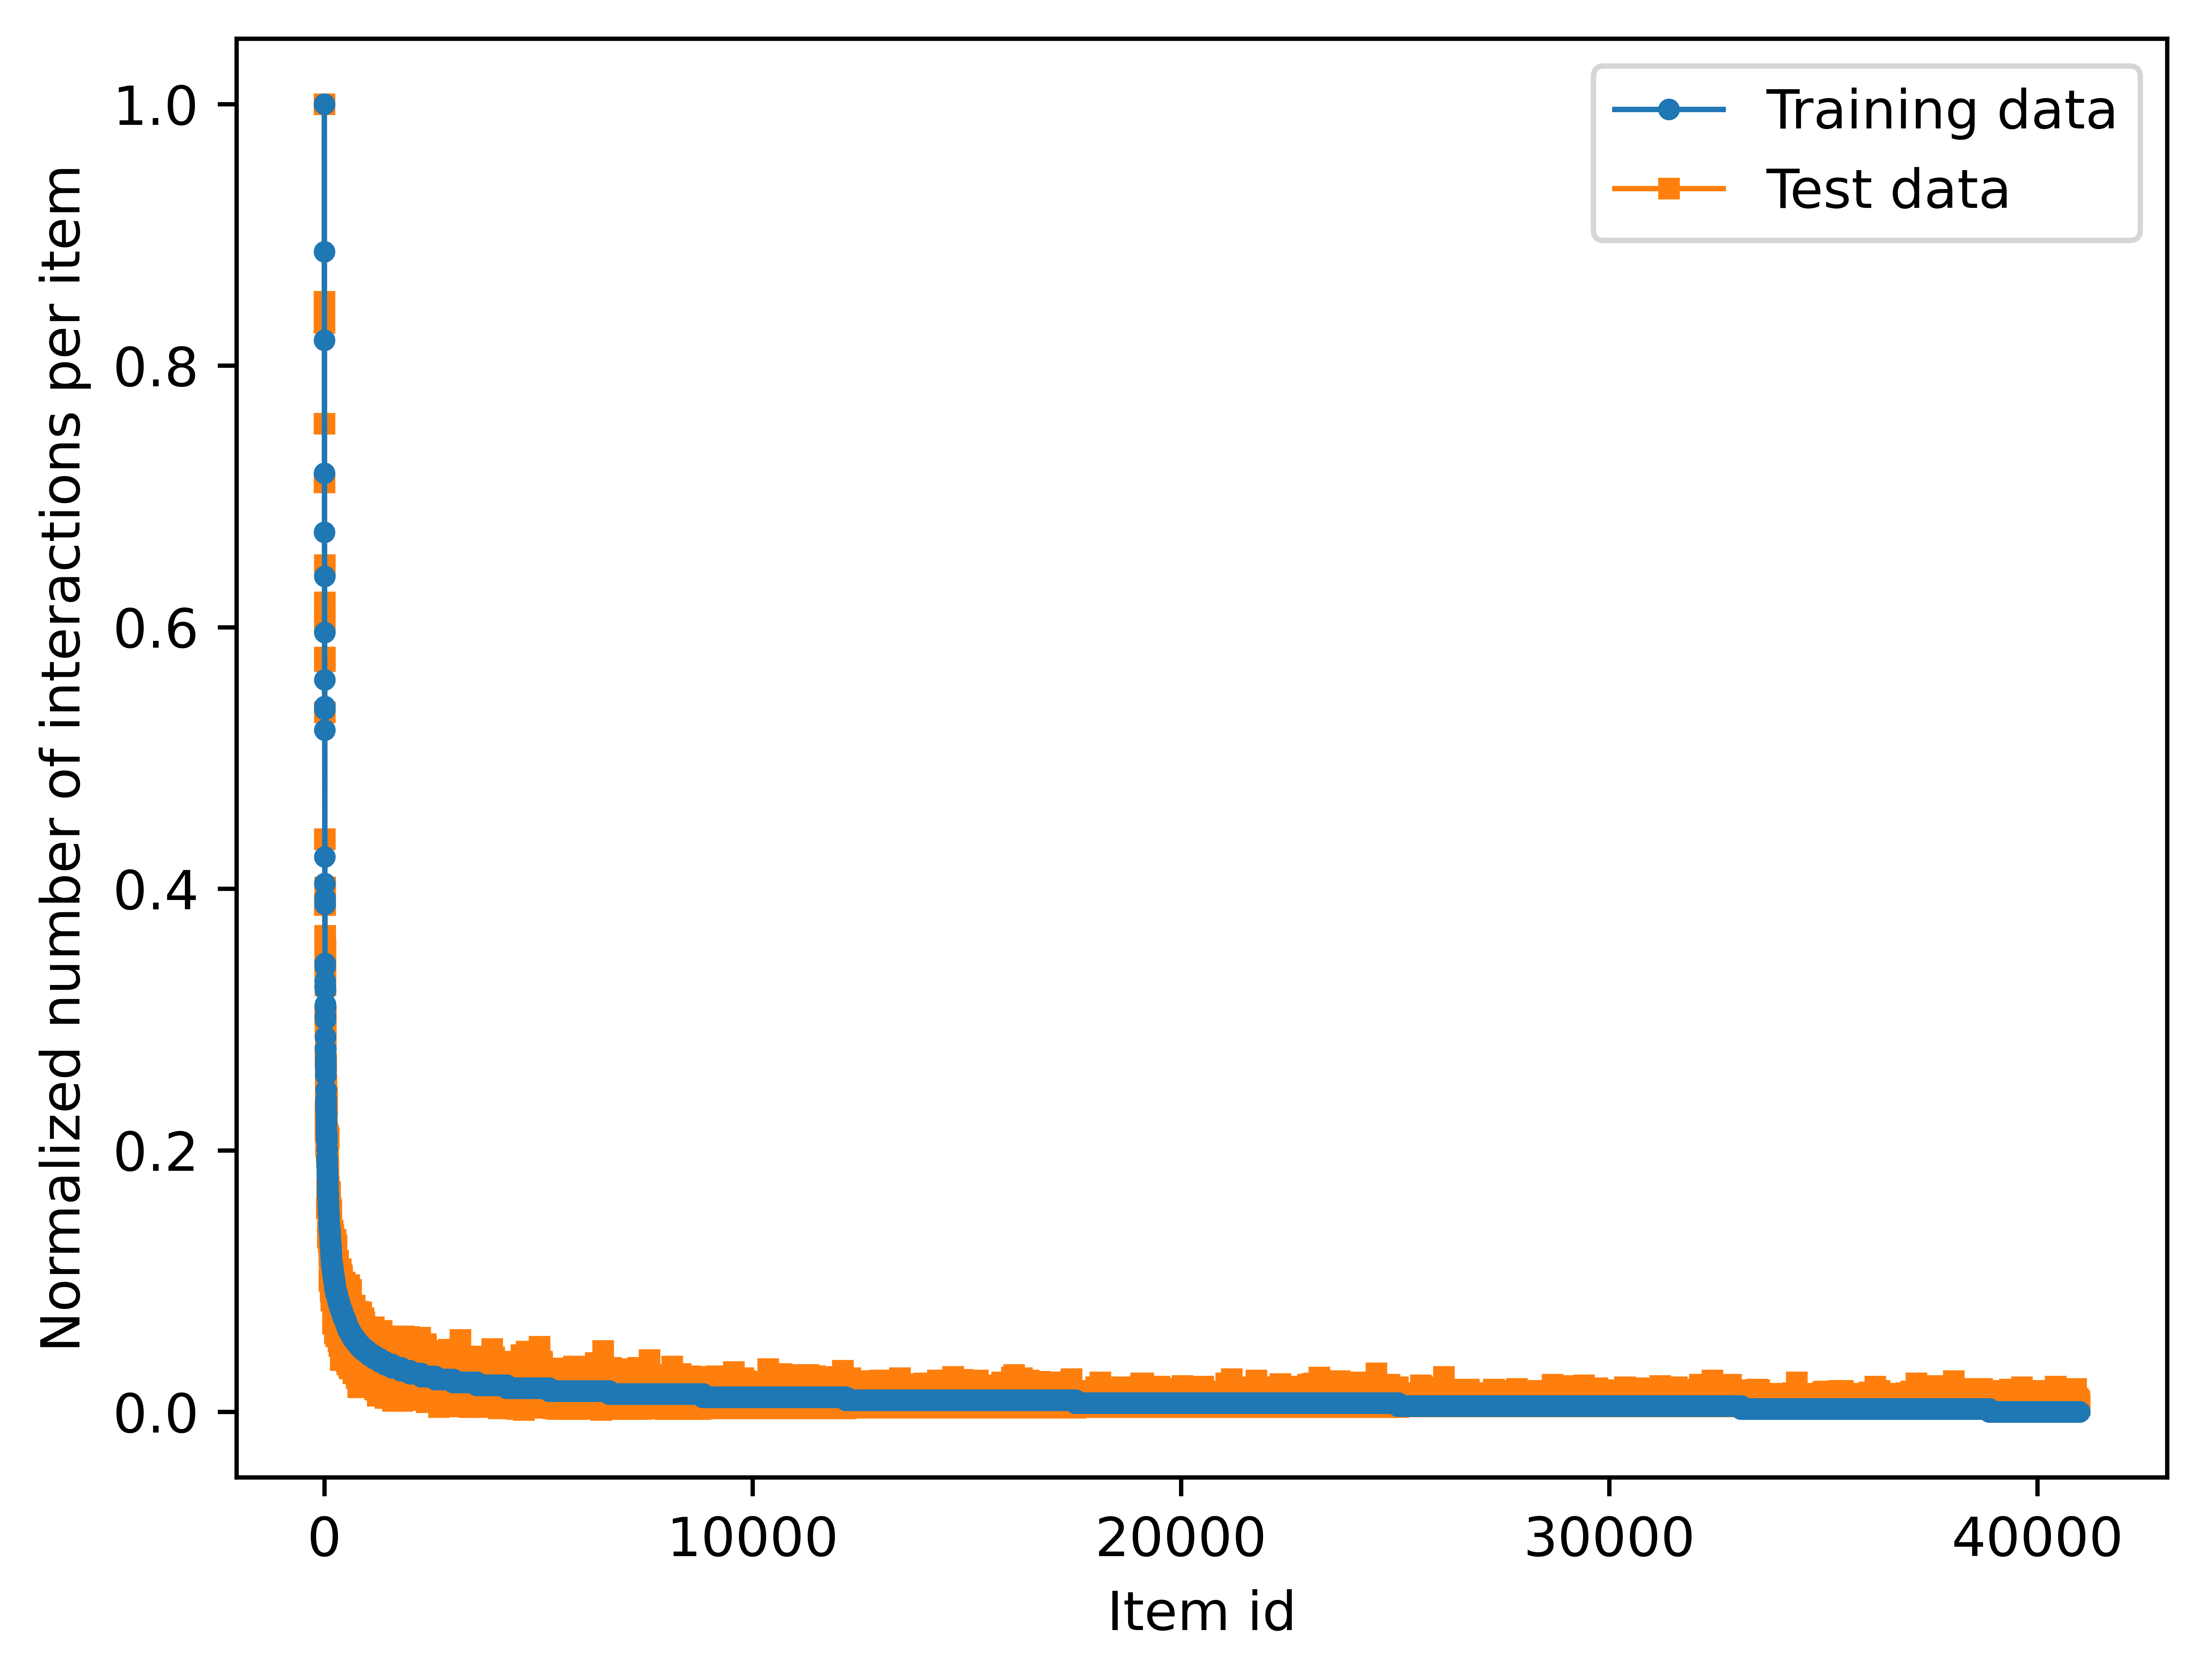 Training data
Test data
Normalized number of interactions per item
1.0
0.8
0.6
0.4
0.2
0.0
0 10000 20000 30000 40000
Item id